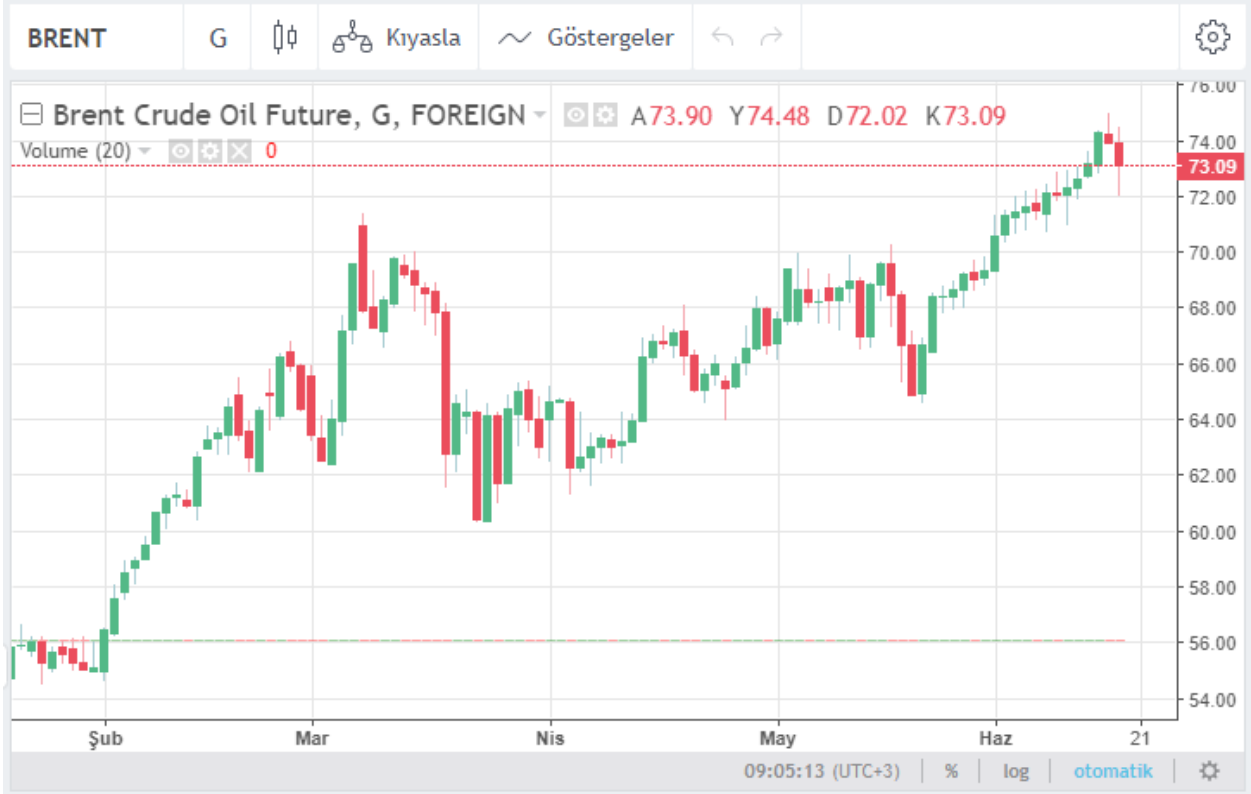 BRENT G Kıyasla Göstergeler
76.00
Brent Crude Oil Future, G, FOREIGN A73.90 Y74.48 D72.02 K73.09
Volume (20) 0
74.00
73.09
72.00
70.00
68.00
66.00
64.00
62.00
60.00
58.00
56.00
54.00
Şub Mar Nis May Haz 21
09:05:13 (UTC+3) % log otomatik